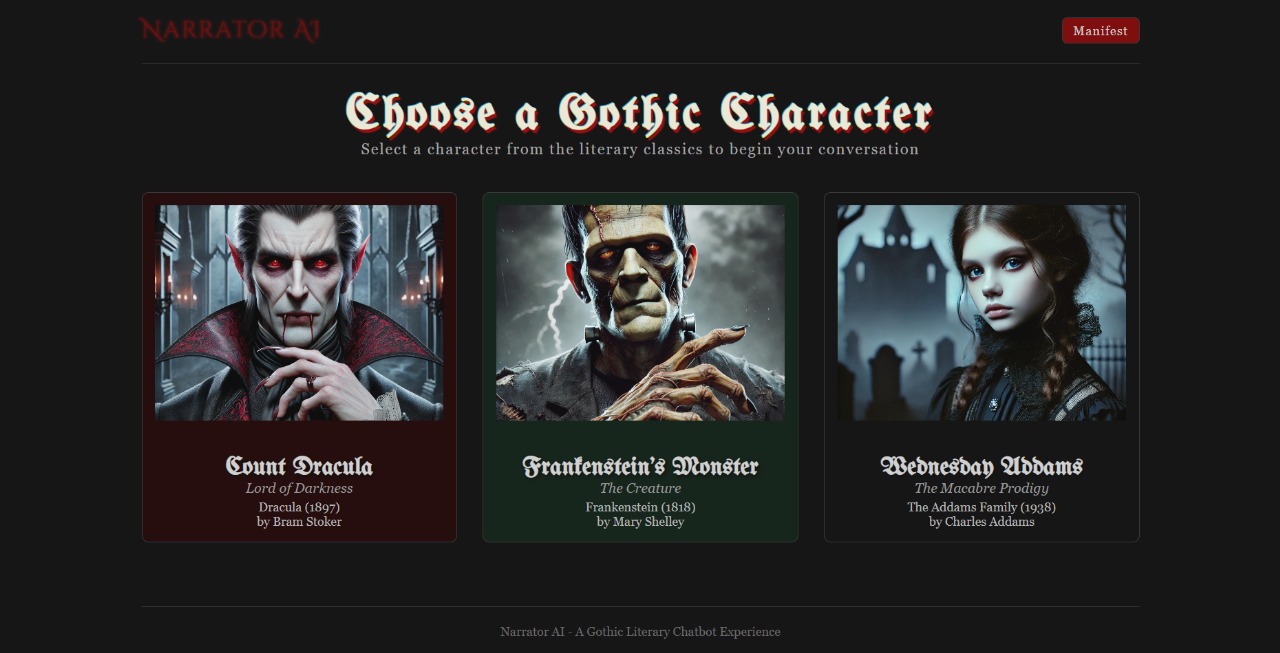 Narrator AI
Manifest
Choose a Gothic Character
Select a character from the literary classics to begin your conversation
Count Dracula
Lord of Darkness
Dracula (1897)
by Bram Stoker
Frankenstein's Monster
The Creature
Frankenstein (1818)
by Mary Shelley
Wednesday Addams
The Macabre Prodigy
The Addams Family (1938)
by Charles Addams
Narrator AI - A Gothic Literary Chatbot Experience